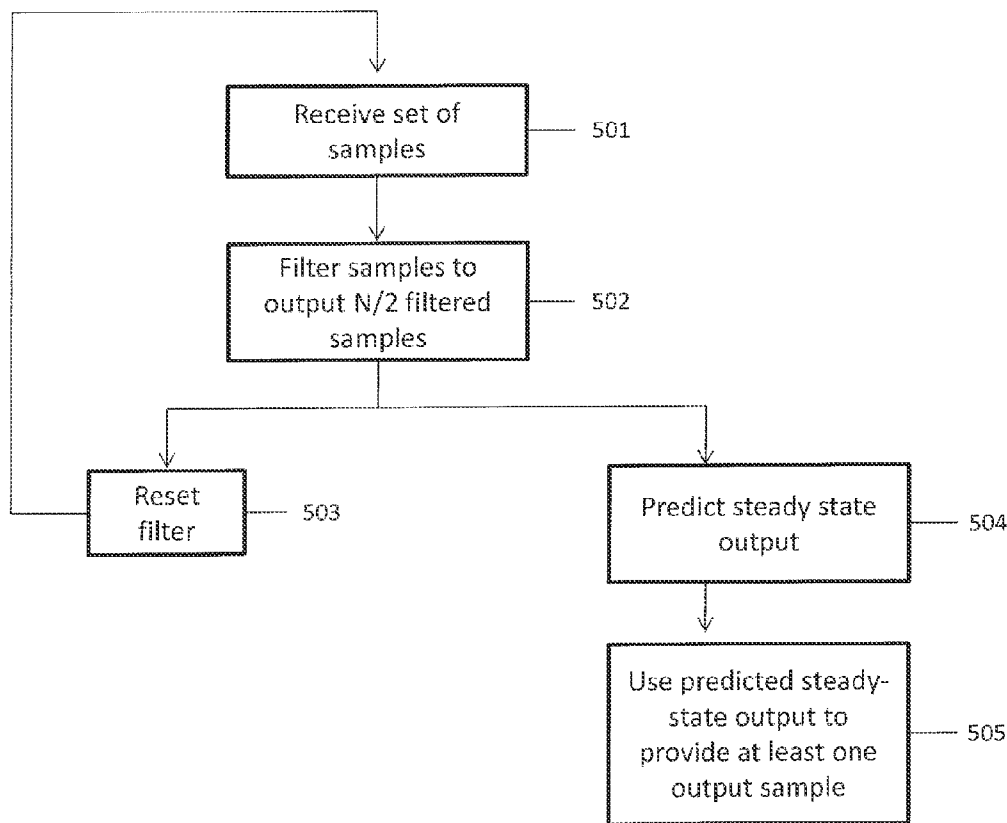 Receive set of
samples
501
Filter samples to
output N/2 filtered
samples
502
Reset
filter
503
Predict steady state
output
504
Use predicted steady-
state output to
provide at least one
output sample
505